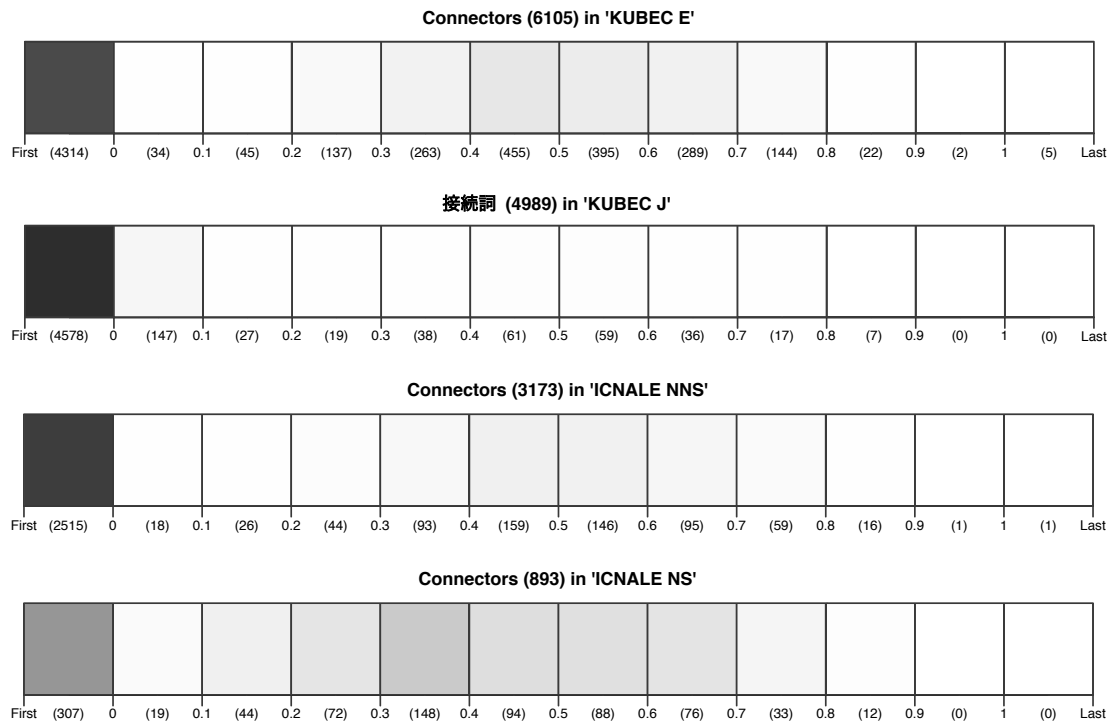 Connectors (6105) in 'KUBEC E'
First (4314) 0 (34) 0.1 (45) 0.2 (137) 0.3 (263) 0.4 (455) 0.5 (395) 0.6 (289) 0.7 (144) 0.8 (22) 0.9 (2) 1 (5) Last
接続詞 (4989) in 'KUBEC J'
First (4578) 0 (147) 0.1 (27) 0.2 (19) 0.3 (38) 0.4 (61) 0.5 (59) 0.6 (36) 0.7 (17) 0.8 (7) 0.9 (0) 1 (0) Last
Connectors (3173) in 'ICNALE NNS'
First (2515) 0 (18) 0.1 (26) 0.2 (44) 0.3 (93) 0.4 (159) 0.5 (146) 0.6 (95) 0.7 (59) 0.8 (16) 0.9 (1) 1 (1) Last
Connectors (893) in 'ICNALE NS'
First (307) 0 (19) 0.1 (44) 0.2 (72) 0.3 (148) 0.4 (94) 0.5 (88) 0.6 (76) 0.7 (33) 0.8 (12) 0.9 (0) 1 (0) Last